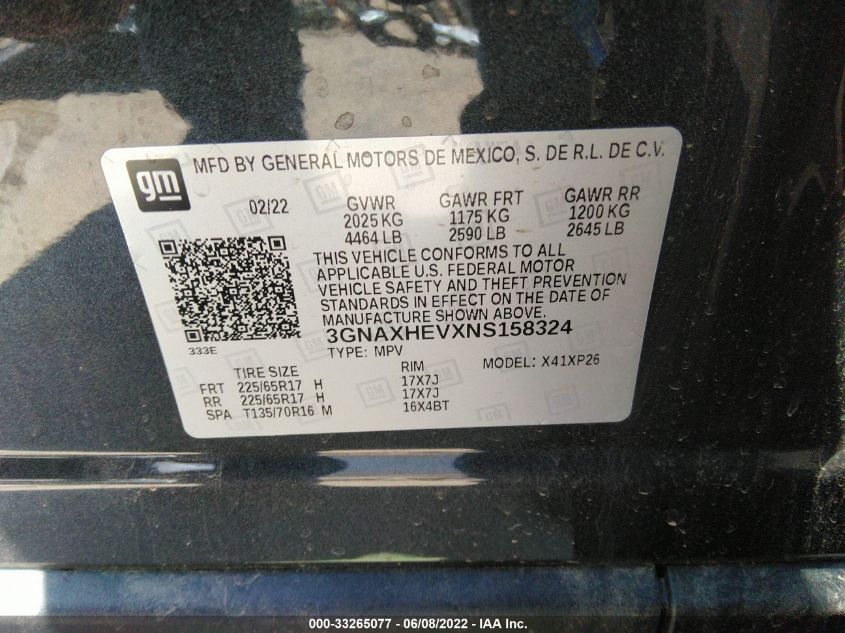 gm
MFD BY GENERAL MOTORS DE MEXICO, S. DE R.L. DE C.V.
02/22 GVWR GAWR FRT GAWR RR
2025 KG 1175 KG 1200 KG
4464 LB 2590 LB 2645 LB
THIS VEHICLE CONFORMS TO ALL
APPLICABLE U.S. FEDERAL MOTOR
VEHICLE SAFETY AND THEFT PREVENTION
STANDARDS IN EFFECT ON THE DATE OF
MANUFACTURE SHOWN ABOVE.
3GNAXHEVXNS158324
333E TYPE: MPV
MODEL: X41XP26
TIRE SIZE RIM
FRT 225/65R17 H 17X7J
RR 225/65R17 H 17X7J
SPA T135/70R16 M 16X4BT
000-33265077 - 06/08/2022 - IAA Inc.